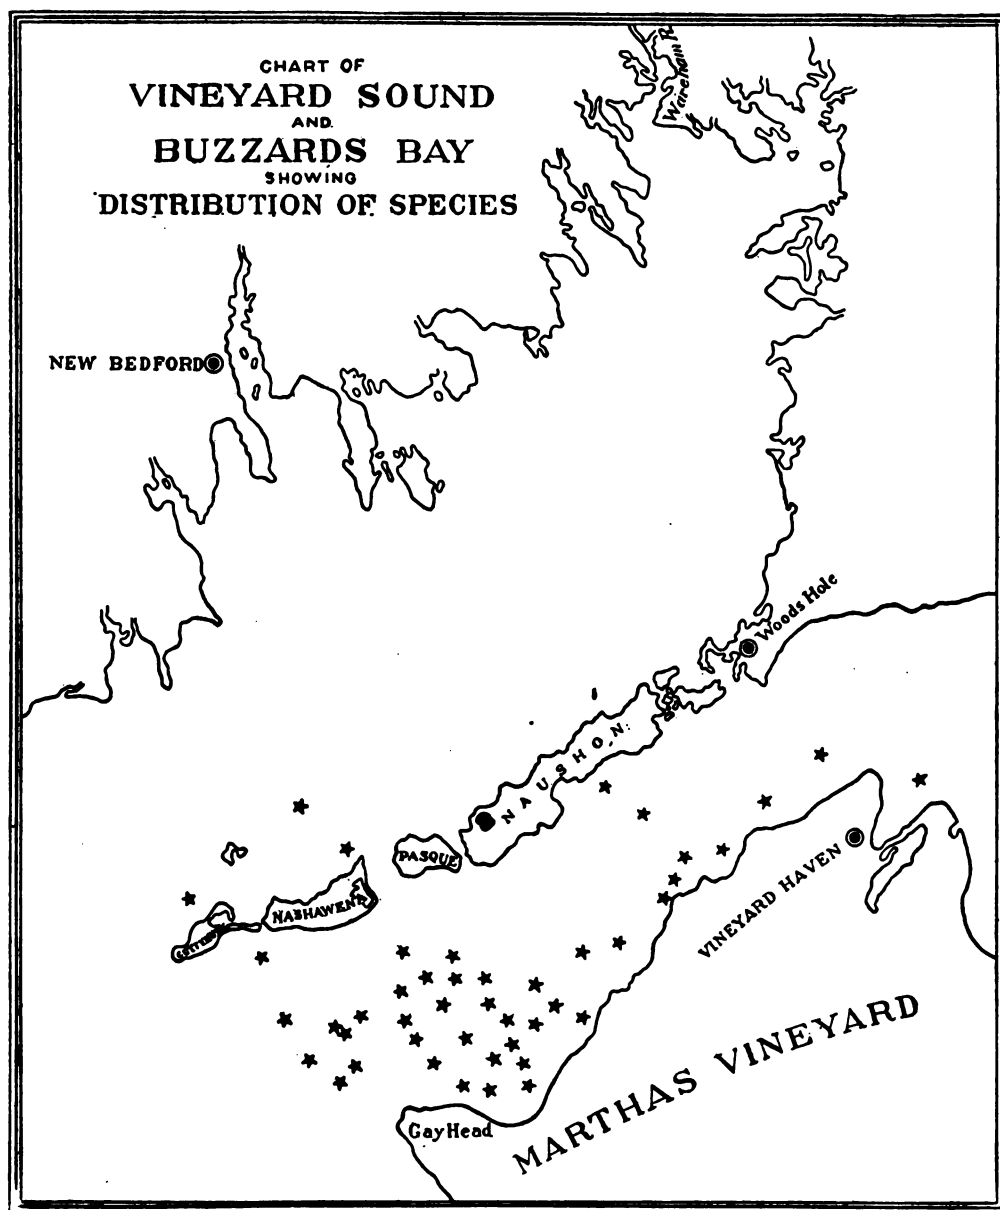 CHART OF
VINEYARD SOUND
AND
BUZZARDS BAY
SHOWING
DISTRIBUTION OF SPECIES
Wareham R.
NEW BEDFORD
Woods Hole
NAUSHON.
PASQUE
NASHAWENA
VINEYARD HAVEN
MARTHAS VINEYARD
Gay Head